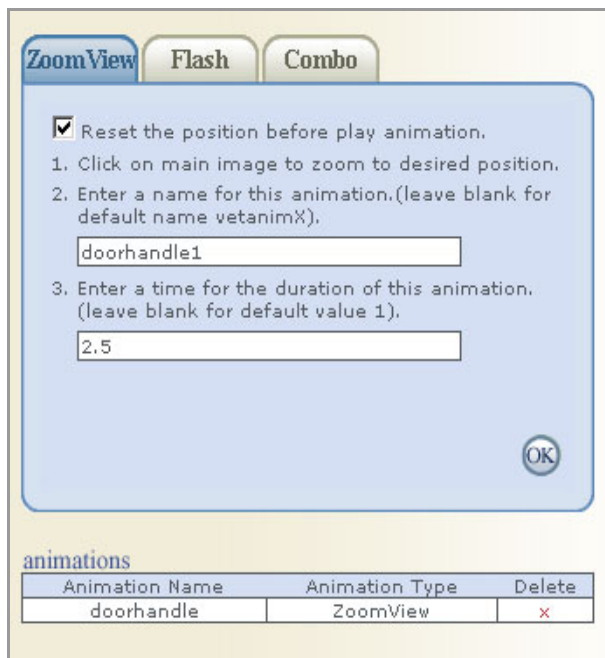 ZoomView Flash Combo
Reset the position before play animation.
1. Click on main image to zoom to desired position.
2. Enter a name for this animation.(leave blank for
default name vetanimX).
doorhandle1
3. Enter a time for the duration of this animation.
(leave blank for default value 1).
2.5
OK
animations
Animation Name Animation Type Delete
doorhandle ZoomView x